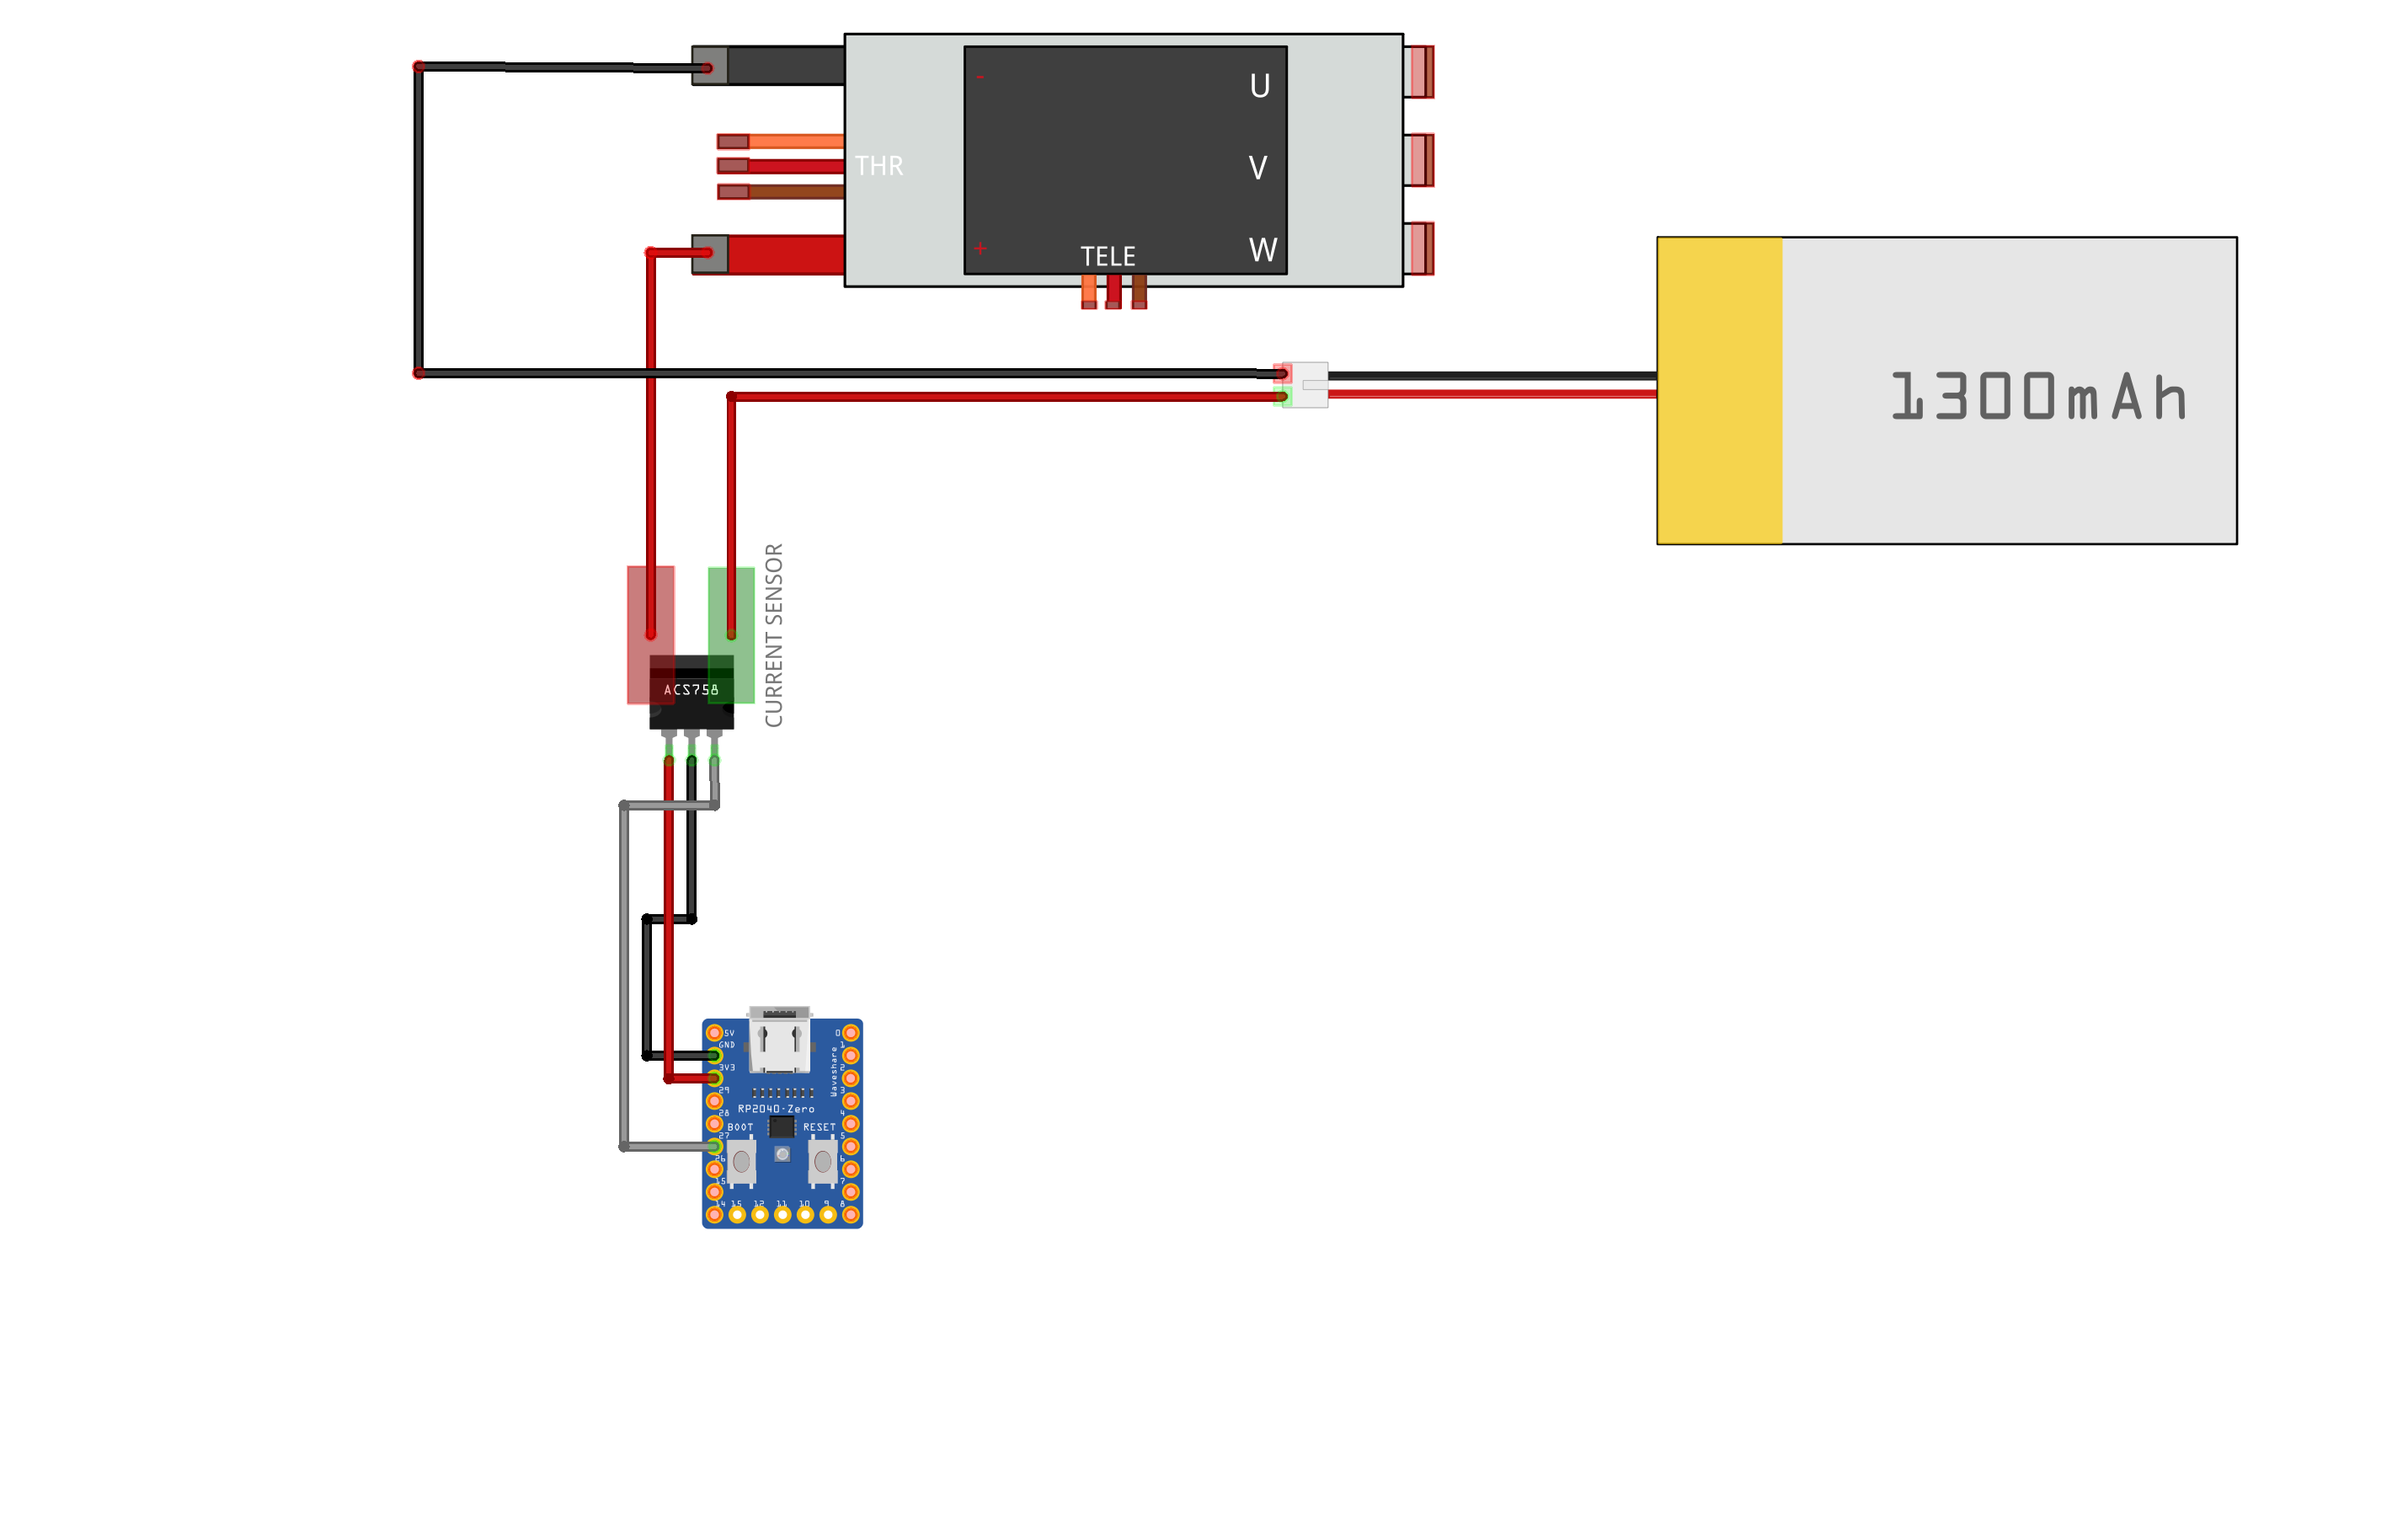 -
U
THR
V
+
TELE
W
1300mAh
CURRENT SENSOR
ACS758
5V
0
GND
1
3V3
2
29
3
28
4
27
5
26
6
15
7
14
15
12
11
10
9
8
Waveshare
RP2040-Zero
BOOT
RESET